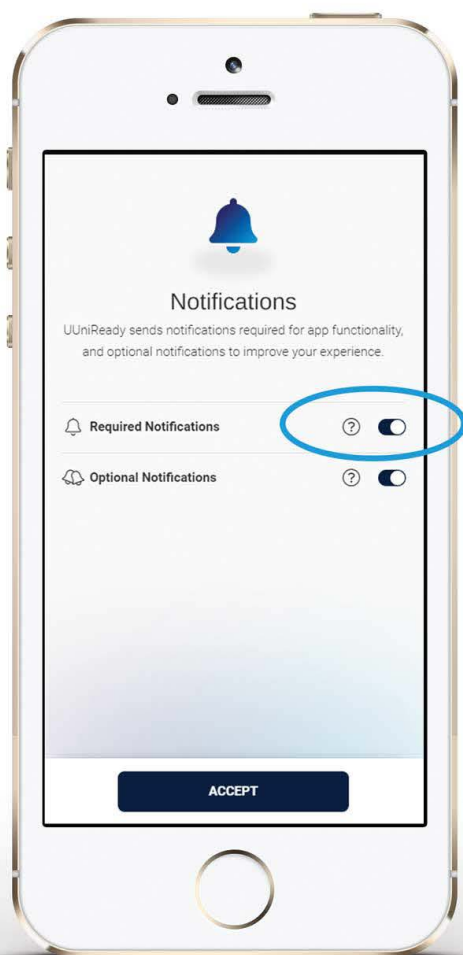 Notifications
UUniReady sends notifications required for app functionality,
and optional notifications to improve your experience.
Required Notifications ?
Optional Notifications ?
ACCEPT